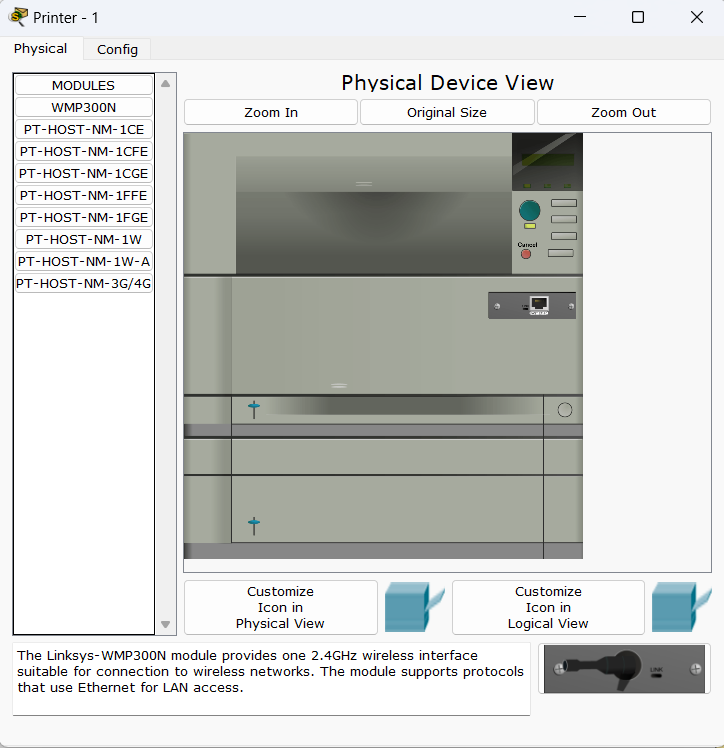 Printer - 1
Physical
Config
MODULES
WMP300N
PT-HOST-NM-1CE
PT-HOST-NM-1CFE
PT-HOST-NM-1CGE
PT-HOST-NM-1FFE
PT-HOST-NM-1FGE
PT-HOST-NM-1W
PT-HOST-NM-1W-A
PT-HOST-NM-3G/4G
Physical Device View
Zoom In
Original Size
Zoom Out
Cancel
Customize
Icon in
Physical View
Customize
Icon in
Logical View
The Linksys-WMP300N module provides one 2.4GHz wireless interface
suitable for connection to wireless networks. The module supports protocols
that use Ethernet for LAN access.
LINK